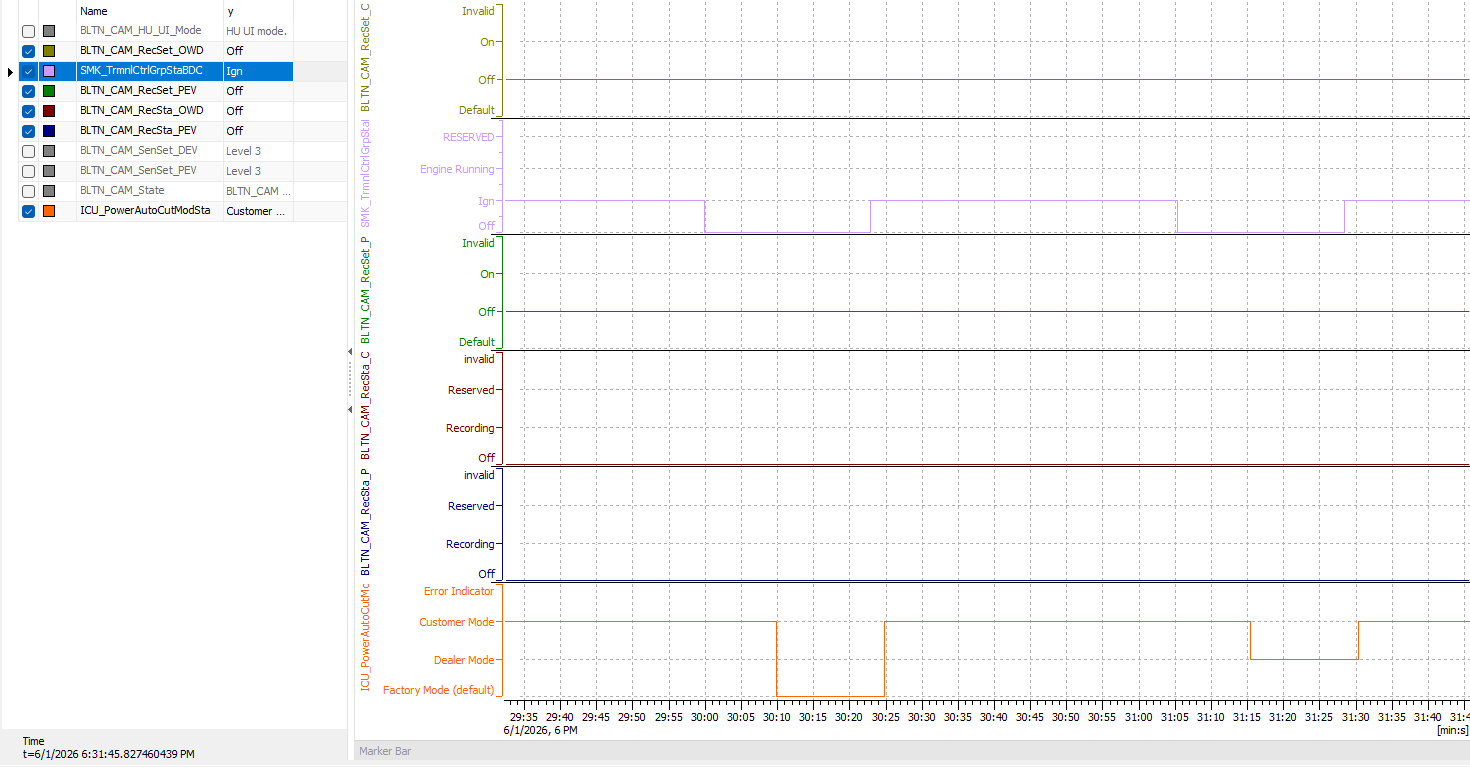 Name y
BLTN_CAM_HU_UI_Mode HU UI mode.
BLTN_CAM_RecSet_OWD Off
SMK_TrmnlCtrlGrpStaBDC Ign
BLTN_CAM_RecSet_PEV Off
BLTN_CAM_RecSta_OWD Off
BLTN_CAM_RecSta_PEV Off
BLTN_CAM_SenSet_DEV Level 3
BLTN_CAM_SenSet_PEV Level 3
BLTN_CAM_State BLTN_CAM ...
ICU_PowerAutoCutModSta Customer ...
Time
t=6/1/2026 6:31:45.827460439 PM
BLTN_CAM_RecSet_C
Invalid
On
Off
Default
SMK_TrmnlCtrlGrpStal
RESERVED
Engine Running
Ign
Off
BLTN_CAM_RecSet_P
Invalid
On
Off
Default
BLTN_CAM_RecSta_C
invalid
Reserved
Recording
Off
BLTN_CAM_RecSta_P
invalid
Reserved
Recording
Off
ICU_PowerAutoCutMc
Error Indicator
Customer Mode
Dealer Mode
Factory Mode (default)
29:35 29:40 29:45 29:50 29:55 30:00 30:05 30:10 30:15 30:20 30:25 30:30 30:35 30:40 30:45 30:50 30:55 31:00 31:05 31:10 31:15 31:20 31:25 31:30 31:35 31:40 31:4
6/1/2026, 6 PM [min:s]
Marker Bar